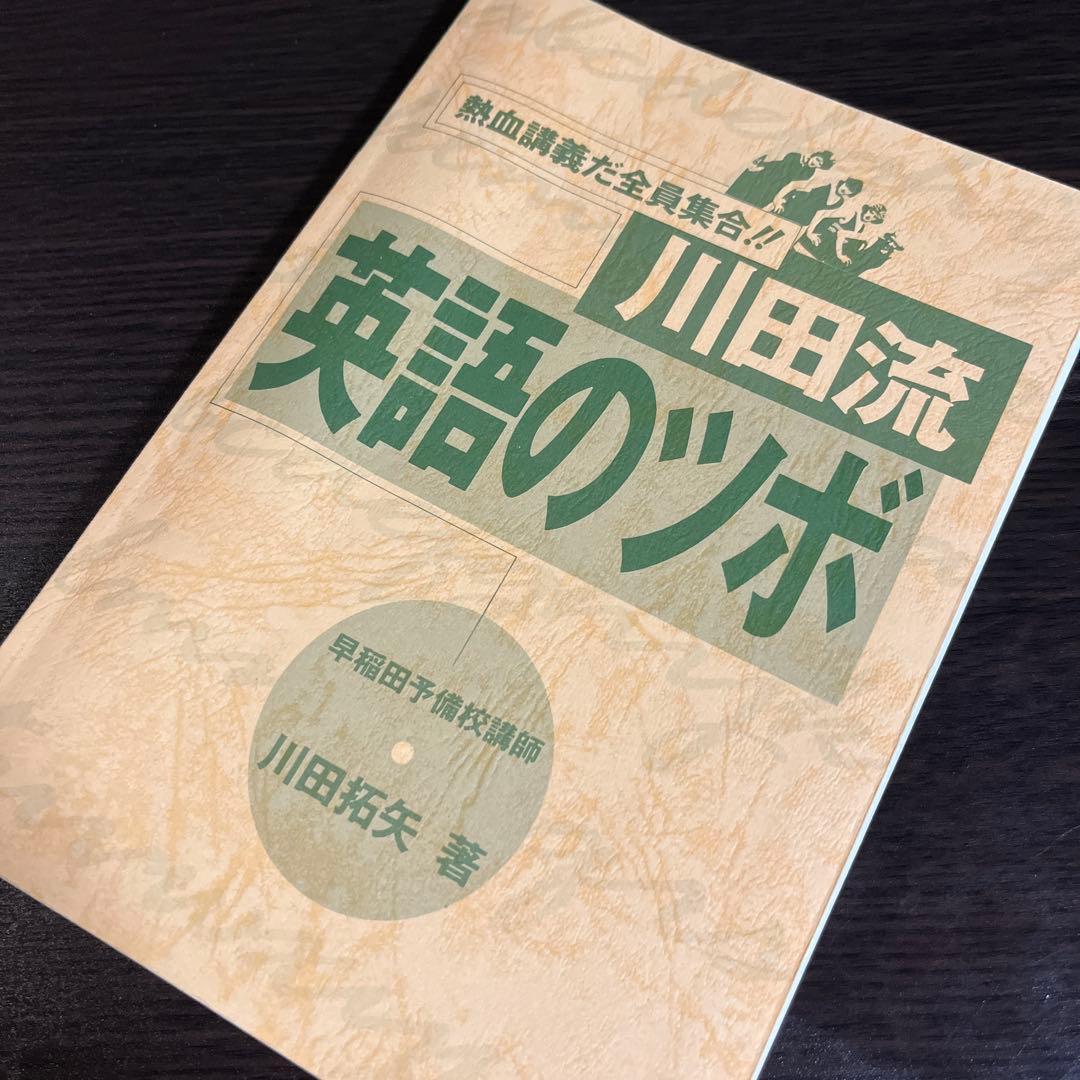 熱血講義だ全員集合!!
川田流
英語のツボ
早稲田予備校講師
川田拓矢 著